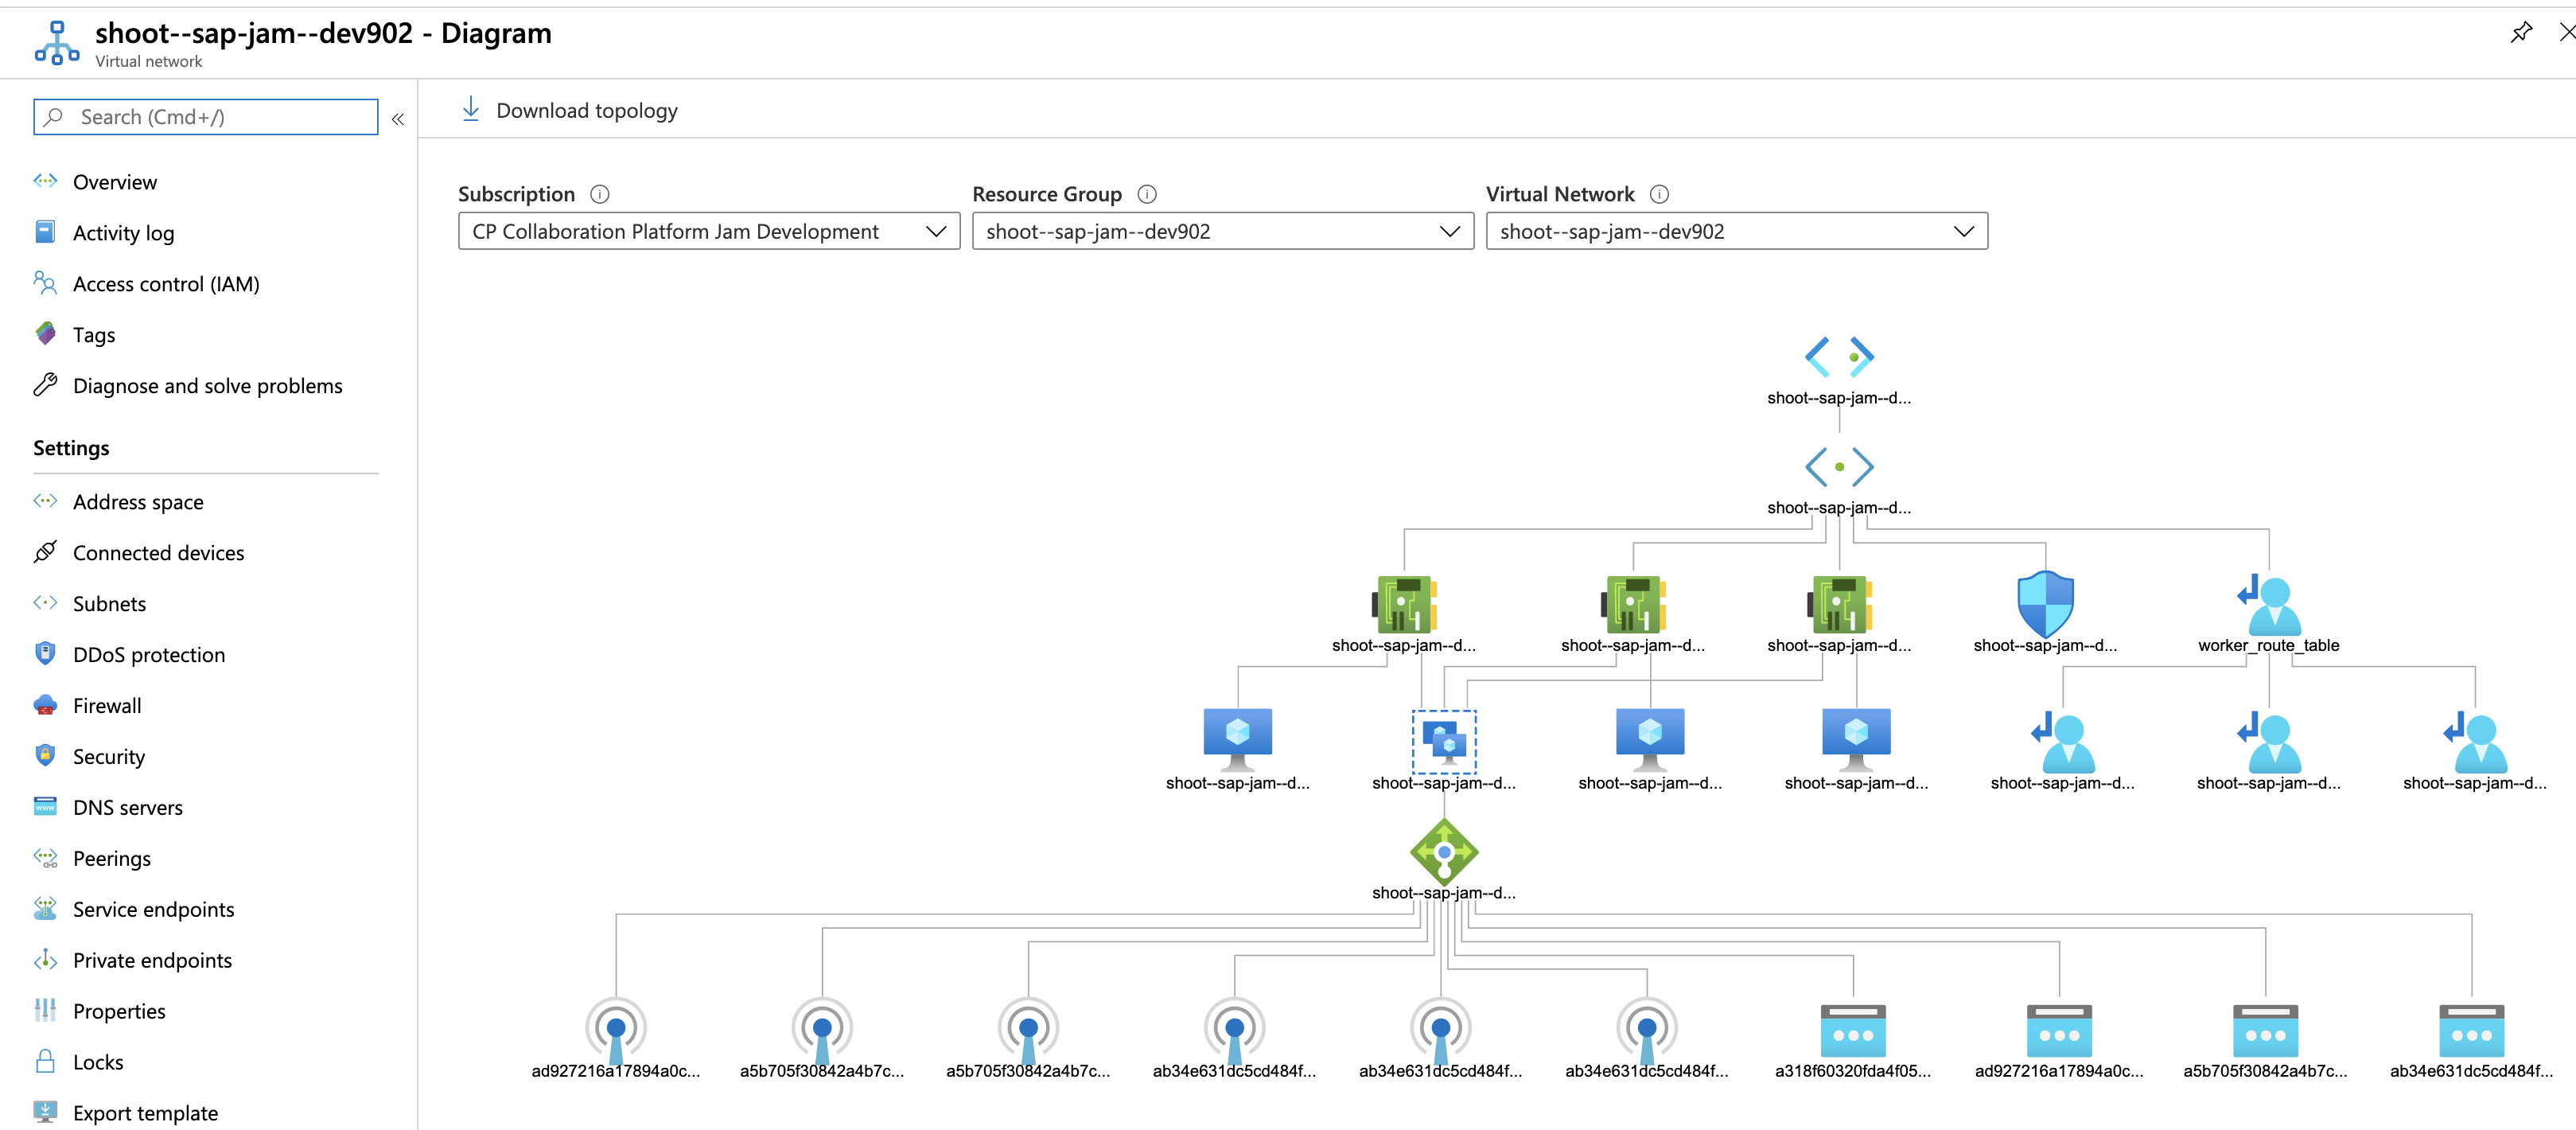 shoot--sap-jam--dev902 - Diagram
Virtual network
Search (Cmd+/)
«
Overview
Activity log
Access control (IAM)
Tags
Diagnose and solve problems
Settings
Address space
Connected devices
Subnets
DDoS protection
Firewall
Security
DNS servers
Peerings
Service endpoints
Private endpoints
Properties
Locks
Export template
Download topology
Subscription
Resource Group
Virtual Network
CP Collaboration Platform Jam Development
shoot--sap-jam--dev902
shoot--sap-jam--dev902
shoot--sap-jam--d...
shoot--sap-jam--d...
shoot--sap-jam--d...
shoot--sap-jam--d...
shoot--sap-jam--d...
shoot--sap-jam--d...
worker_route_table
shoot--sap-jam--d...
shoot--sap-jam--d...
shoot--sap-jam--d...
shoot--sap-jam--d...
shoot--sap-jam--d...
shoot--sap-jam--d...
shoot--sap-jam--d...
shoot--sap-jam--d...
ad927216a17894a0c...
a5b705f30842a4b7c...
a5b705f30842a4b7c...
ab34e631dc5cd484f...
ab34e631dc5cd484f...
ab34e631dc5cd484f...
a318f60320fda4f05...
ad927216a17894a0c...
a5b705f30842a4b7c...
ab34e631dc5cd484f...